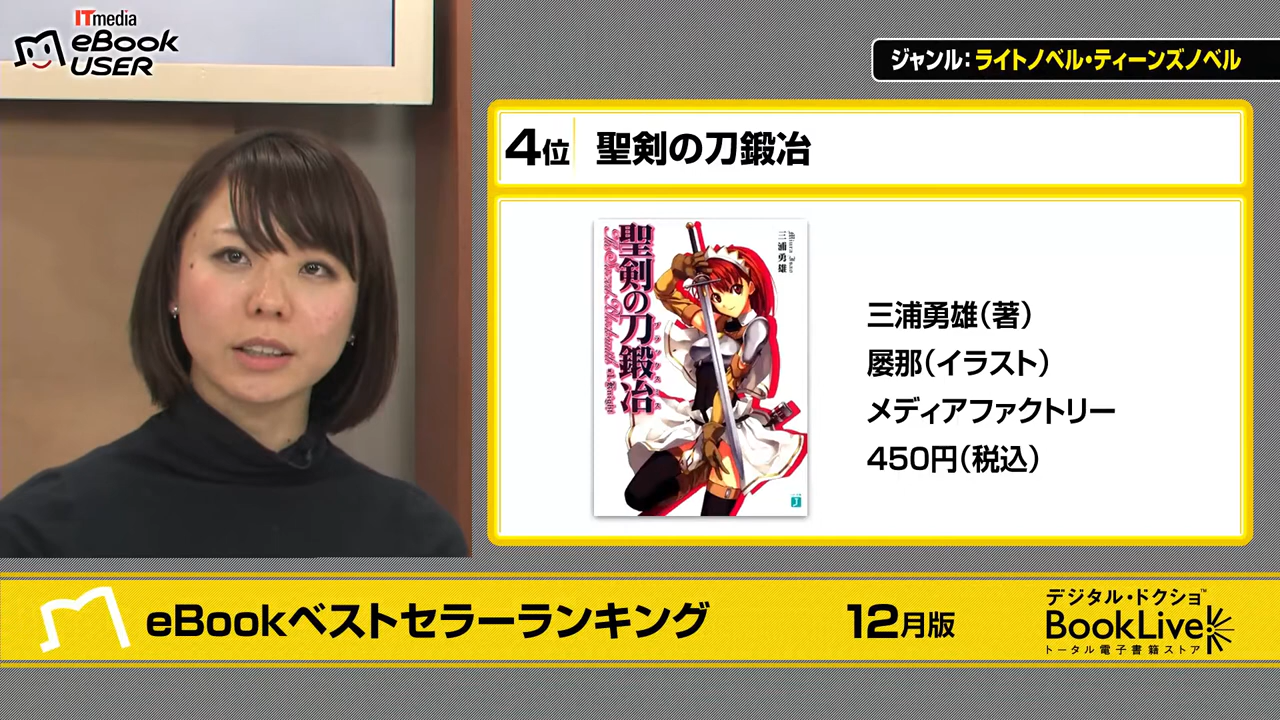 ITmedia
eBook
USER
ジャンル：ライトノベル・ティーンズノベル
4位 聖剣の刀鍛冶
聖剣の刀鍛冶
三浦勇雄
三浦勇雄（著）
屡那（イラスト）
メディアファクトリー
450円（税込）
eBookベストセラーランキング 12月版
デジタル・ドクショ™
BookLive!
トータル電子書籍ストア